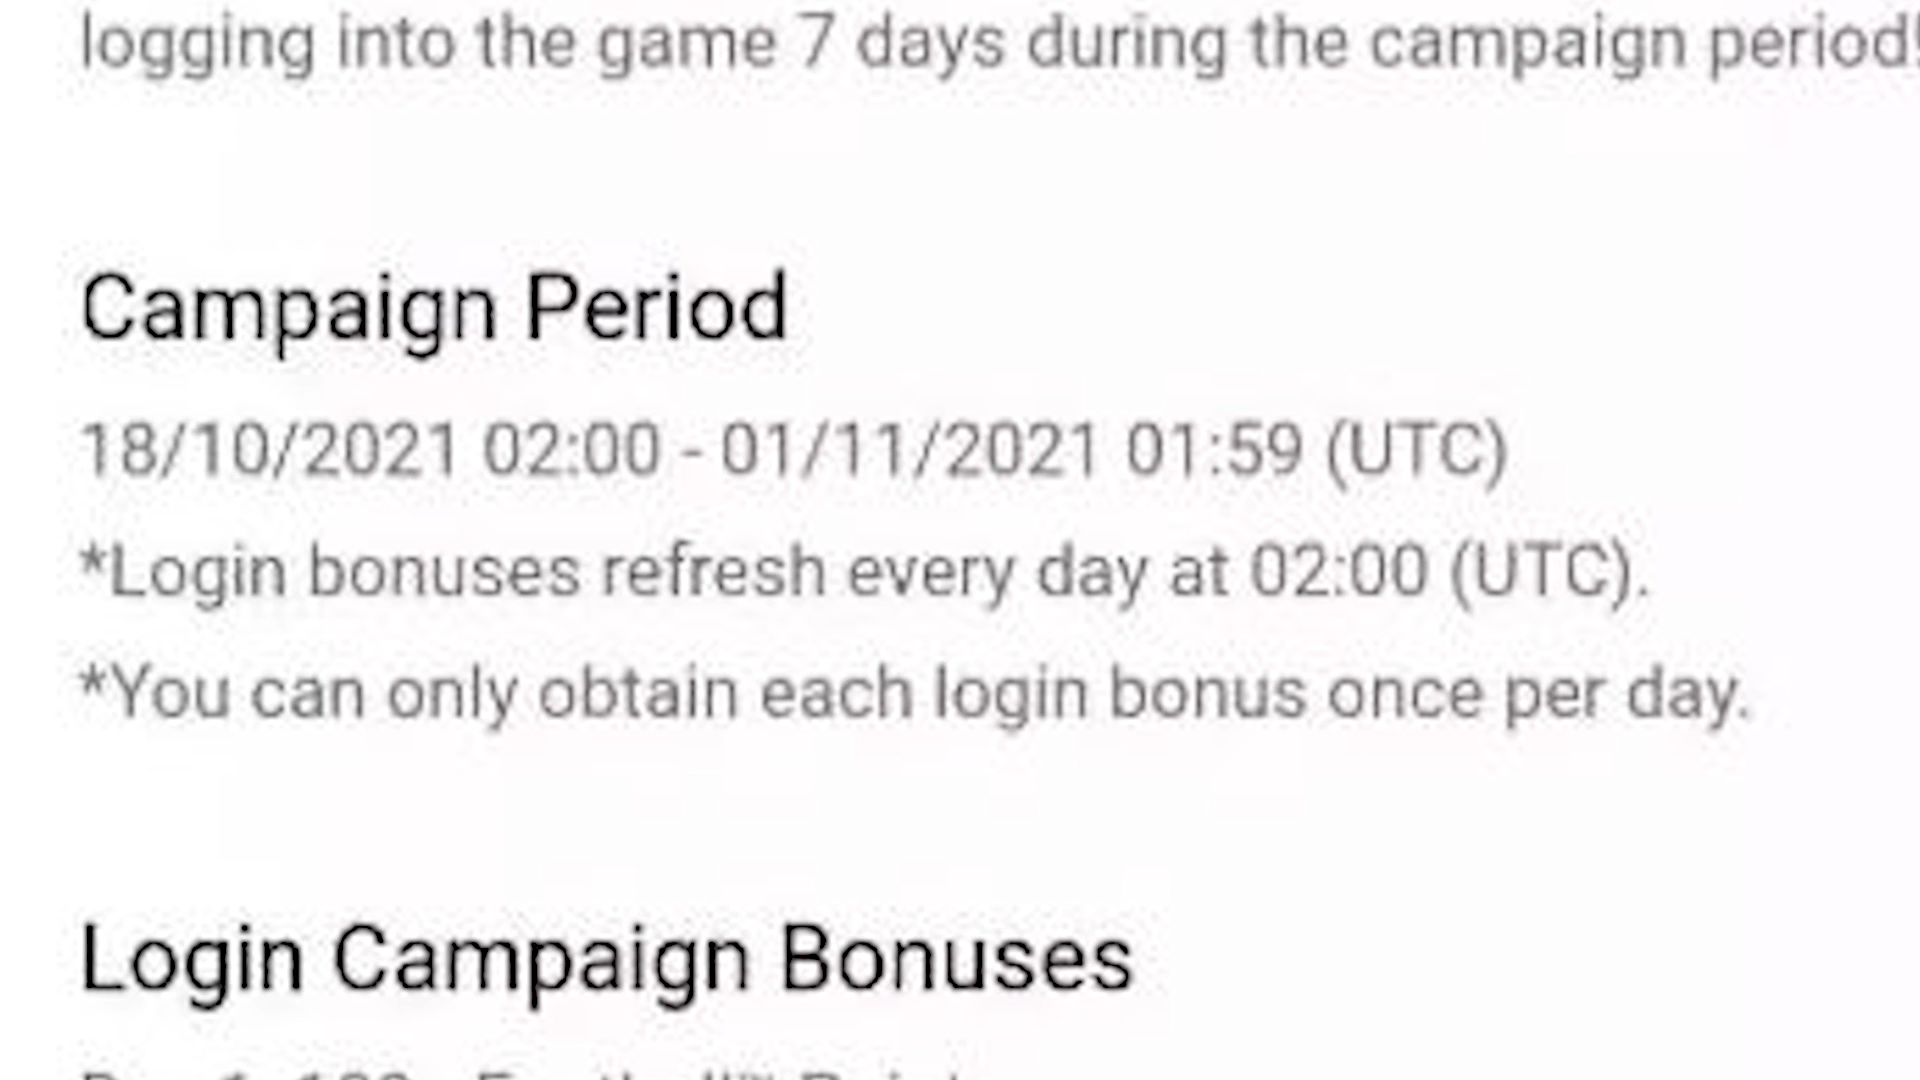 logging into the game 7 days during the campaign period!
Campaign Period
18/10/2021 02:00 - 01/11/2021 01:59 (UTC)
*Login bonuses refresh every day at 02:00 (UTC).
*You can only obtain each login bonus once per day.
Login Campaign Bonuses